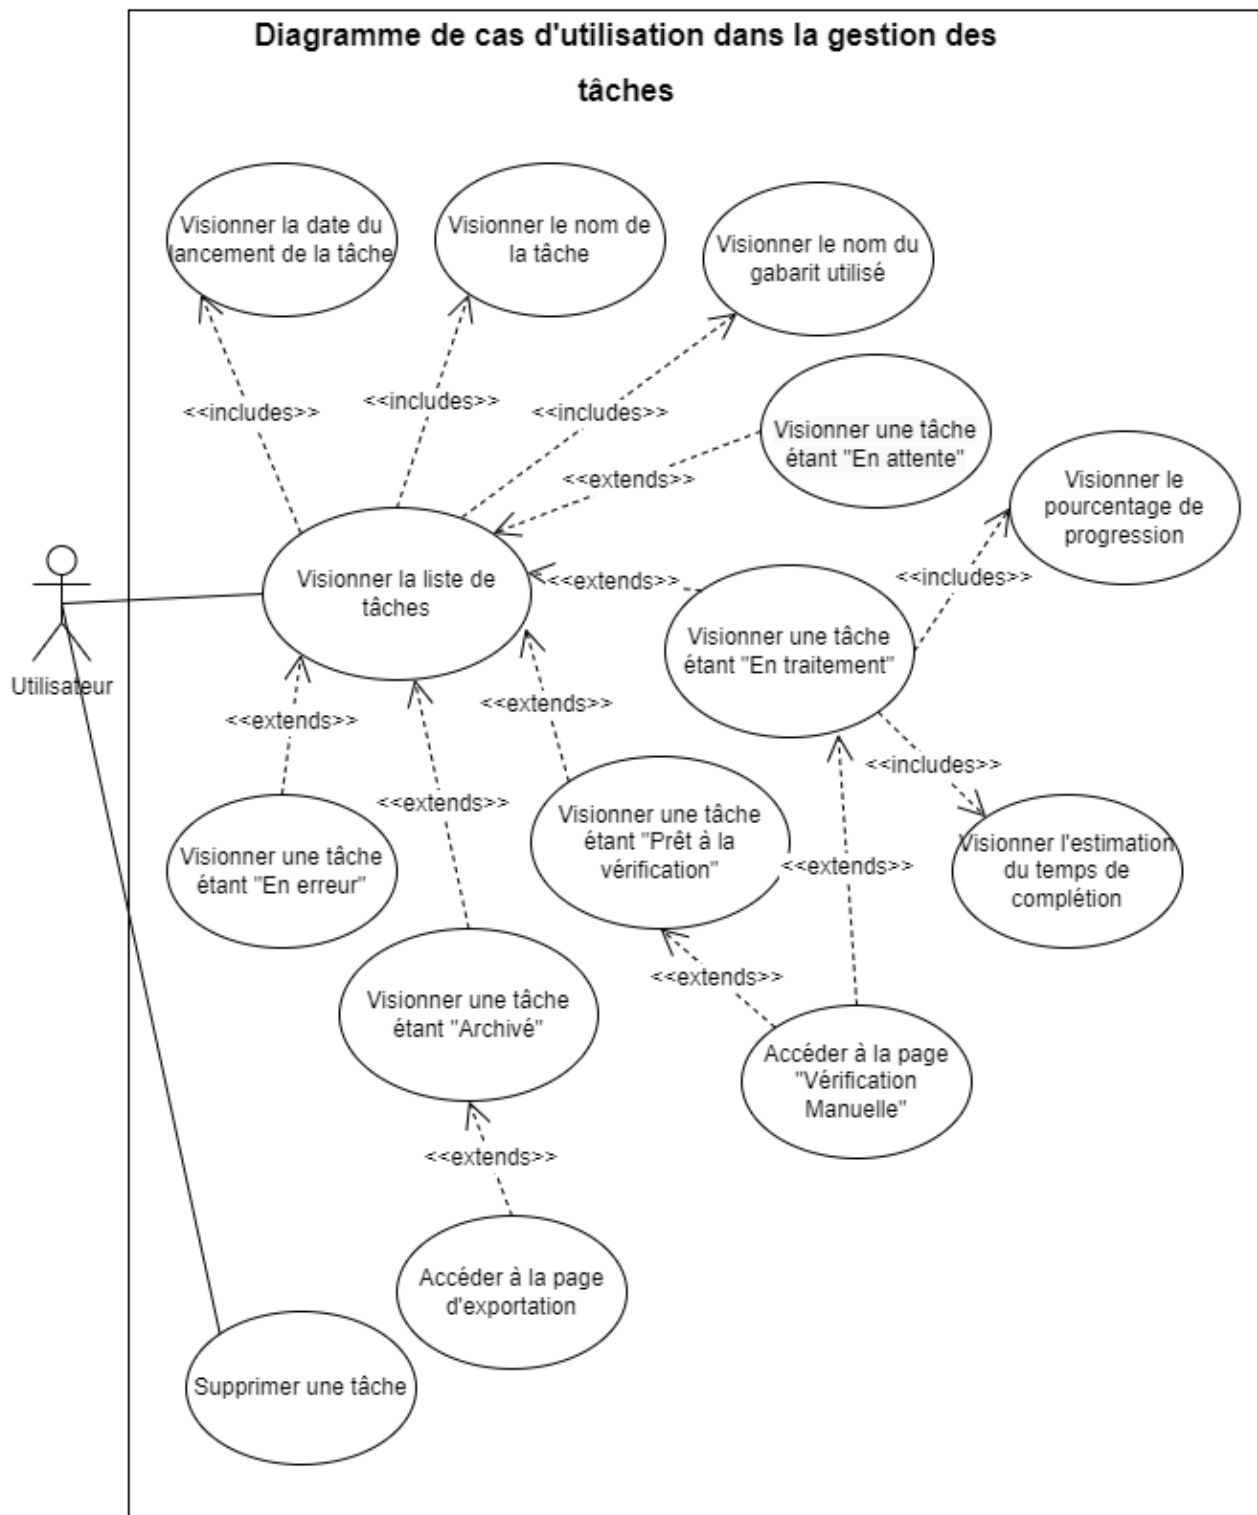 Diagramme de cas d'utilisation dans la gestion des
tâches
Visionner la date du
lancement de la tâche
Visionner le nom de
la tâche
Visionner le nom du
gabarit utilisé
<<includes>>
<<includes>>
<<includes>>
Visionner une tâche
étant "En attente"
<<extends>>
Visionner le
pourcentage de
progression
Visionner la liste de
tâches
<<extends>>
<<includes>>
Visionner une tâche
étant "En traitement"
Utilisateur
<<extends>>
<<extends>>
<<includes>>
<<extends>>
Visionner une tâche
étant "En erreur"
Visionner une tâche
étant "Prêt à la
vérification"
<<extends>>
Visionner l'estimation
du temps de
complétion
<<extends>>
Visionner une tâche
étant "Archivé"
Accéder à la page
"Vérification
Manuelle"
<<extends>>
Accéder à la page
d'exportation
Supprimer une tâche